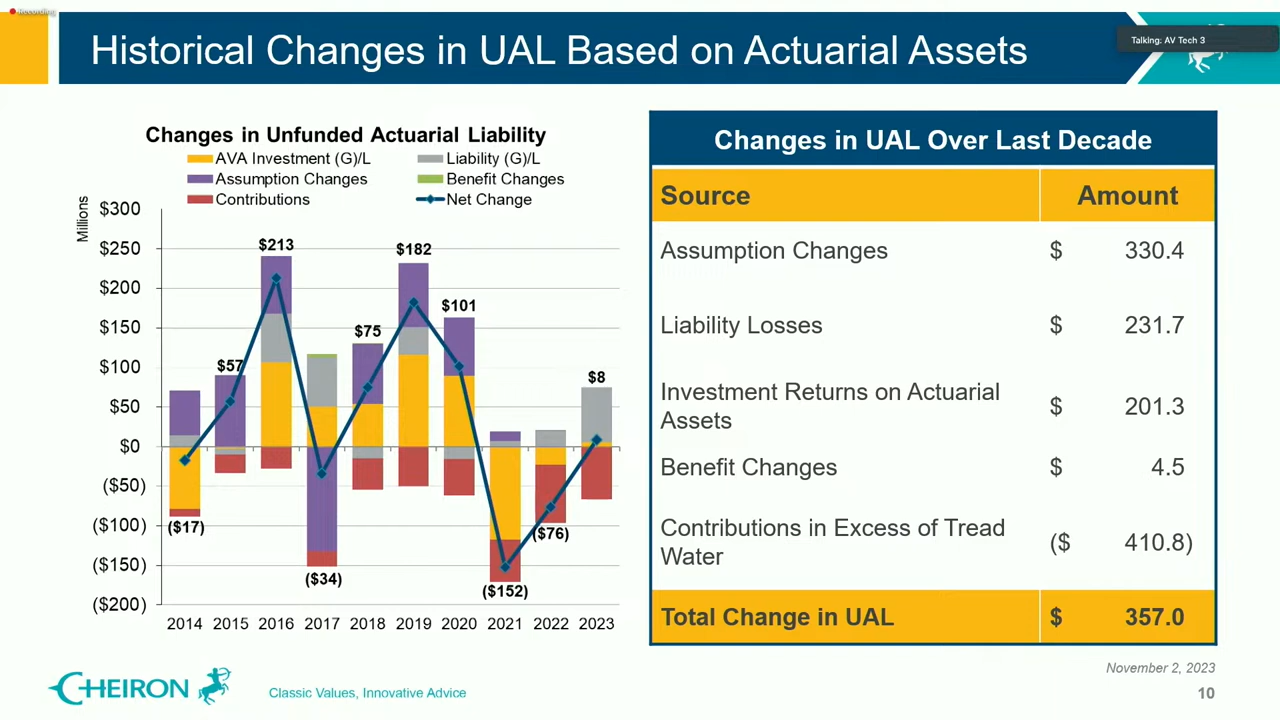 Recording
Talking: AV Tech 3
Historical Changes in UAL Based on Actuarial Assets
Changes in Unfunded Actuarial Liability
AVA Investment (G)/L
Liability (G)/L
Assumption Changes
Benefit Changes
Contributions
Net Change
Millions
$300
$250
$200
$150
$100
$50
$0
($50)
($100)
($150)
($200)
($17)
$57
$213
($34)
$75
$182
$101
($152)
($76)
$8
2014 2015 2016 2017 2018 2019 2020 2021 2022 2023
Changes in UAL Over Last Decade
Source Amount
Assumption Changes $ 330.4
Liability Losses $ 231.7
Investment Returns on Actuarial
Assets $ 201.3
Benefit Changes $ 4.5
Contributions in Excess of Tread
Water ($ 410.8)
Total Change in UAL $ 357.0
November 2, 2023
CHEIRON
Classic Values, Innovative Advice
10